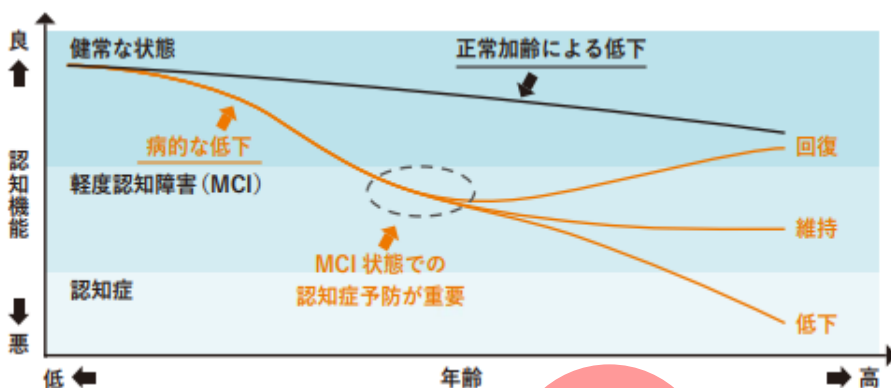 良
健常な状態
正常加齢による低下
病的な低下
回復
認知機能
軽度認知障害（MCI）
維持
MCI 状態での
認知症予防が重要
認知症
低下
悪
低
年齢
高